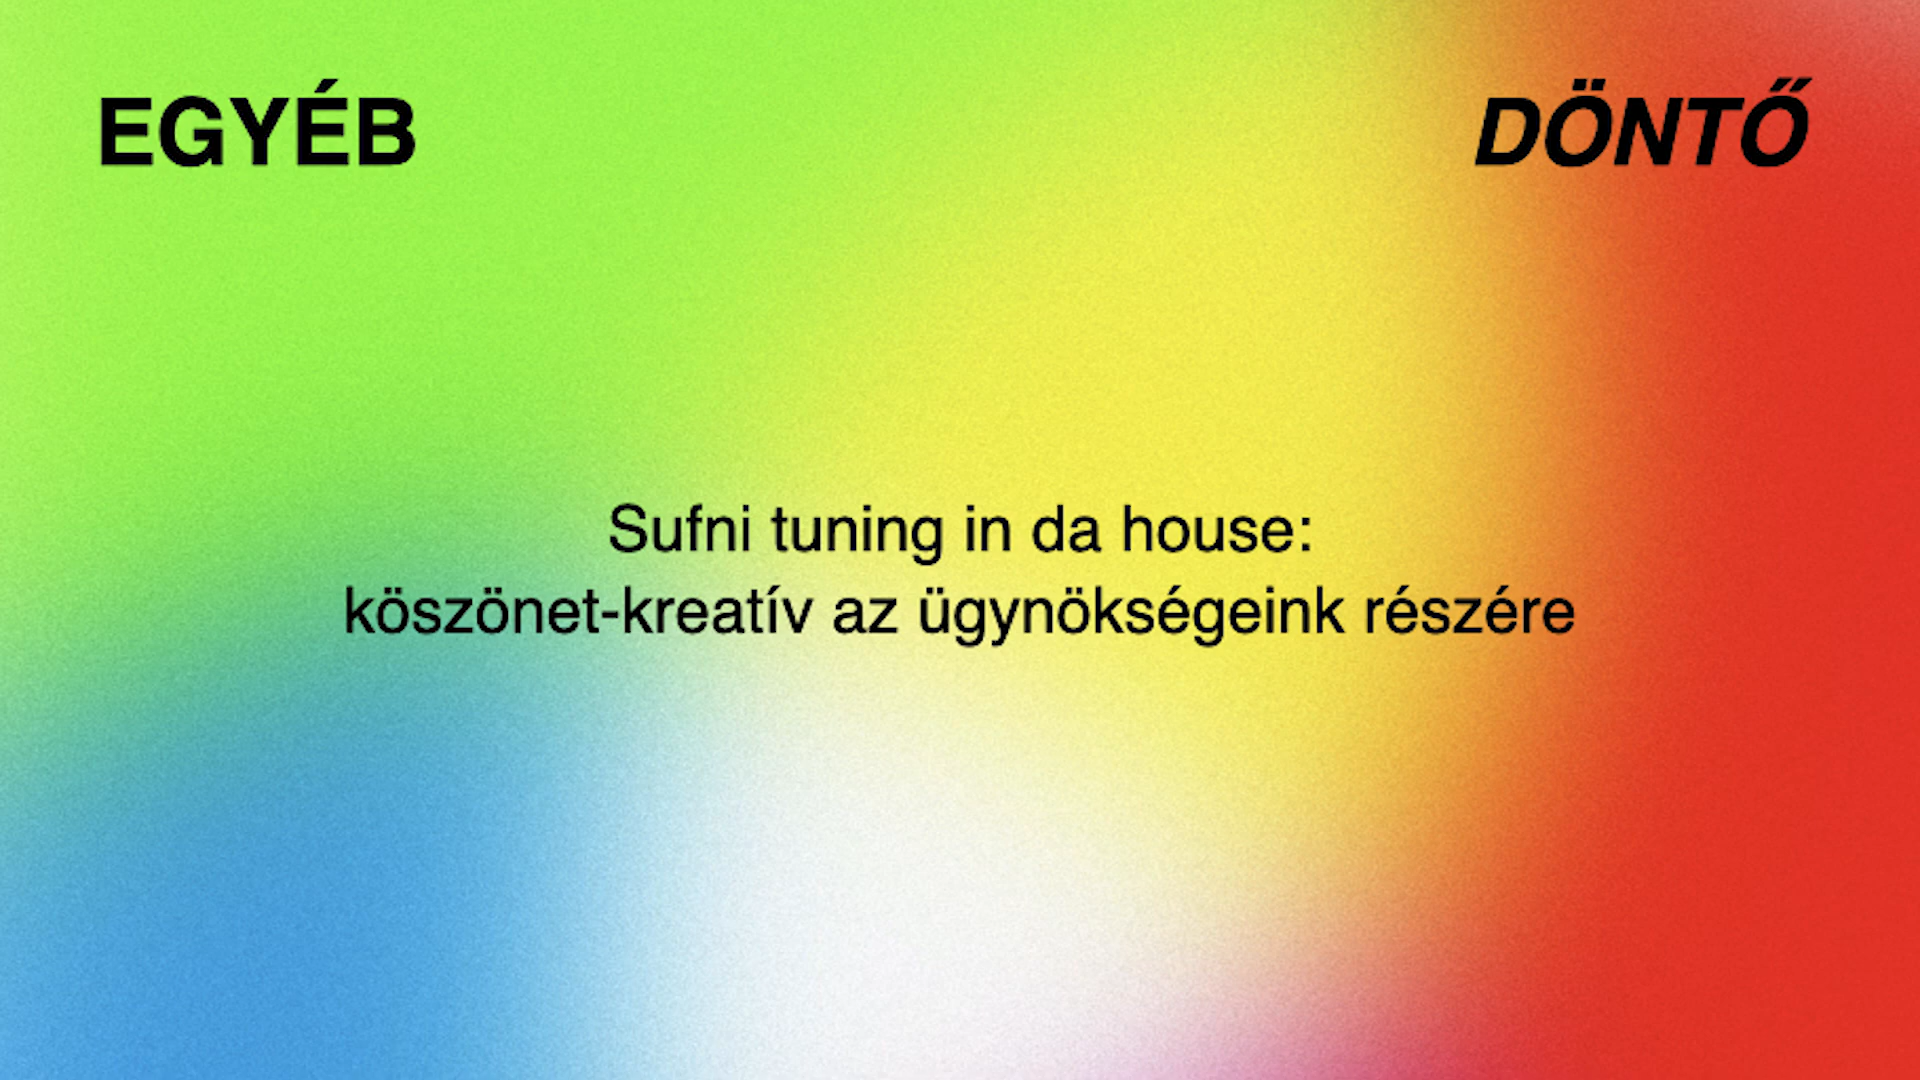 EGYÉB
DÖNTŐ
Sufni tuning in da house:
köszönet-kreatív az ügynökségeink részére